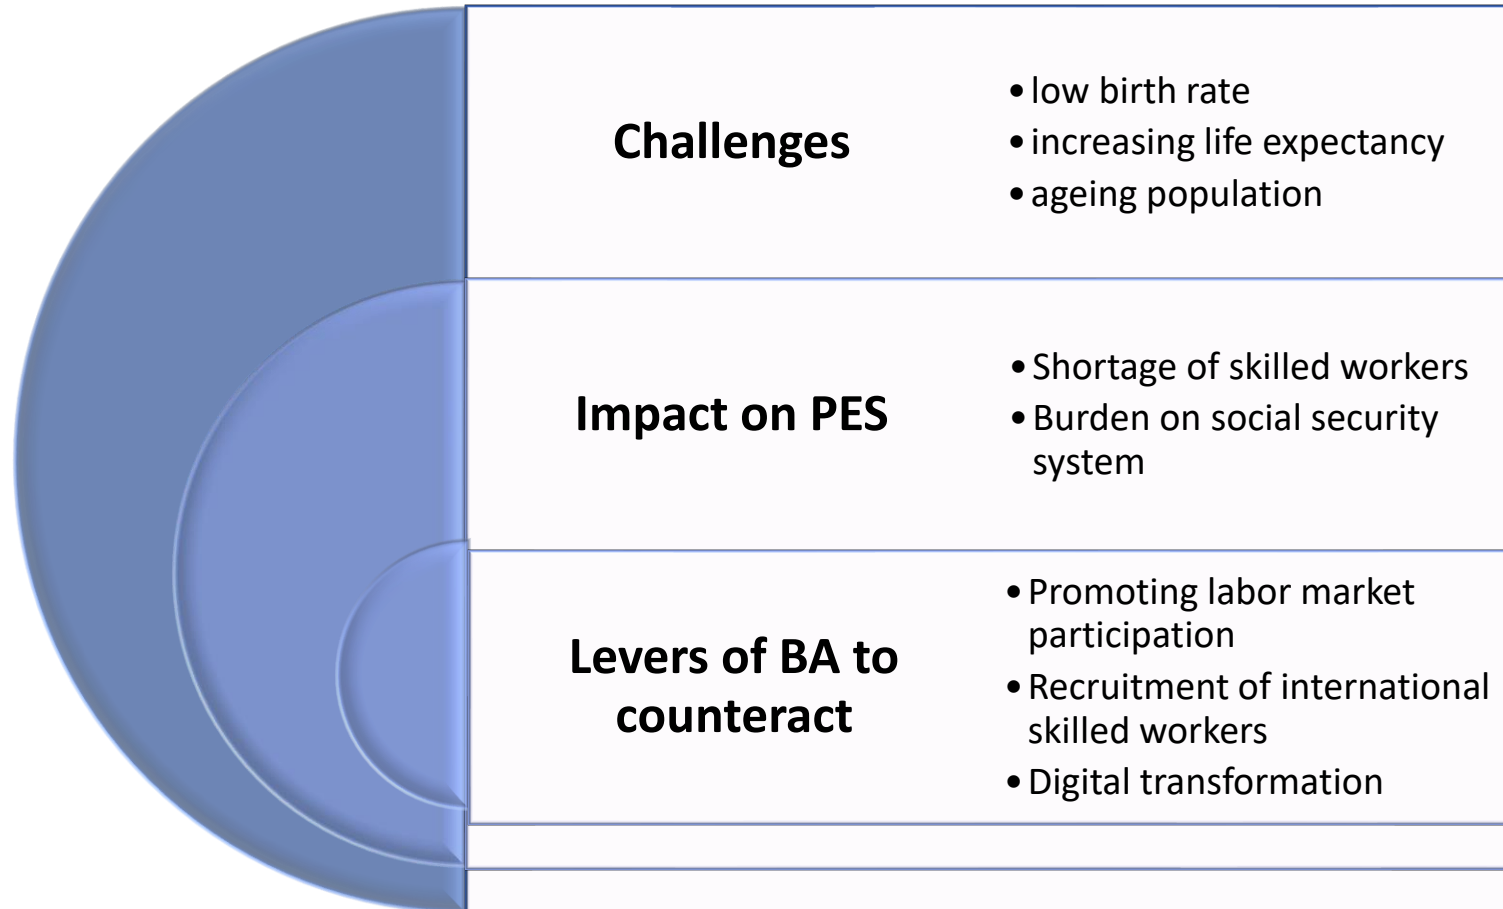 Challenges
• low birth rate
• increasing life expectancy
• ageing population
Impact on PES
• Shortage of skilled workers
• Burden on social security
system
Levers of BA to
counteract
• Promoting labor market
participation
• Recruitment of international
skilled workers
• Digital transformation